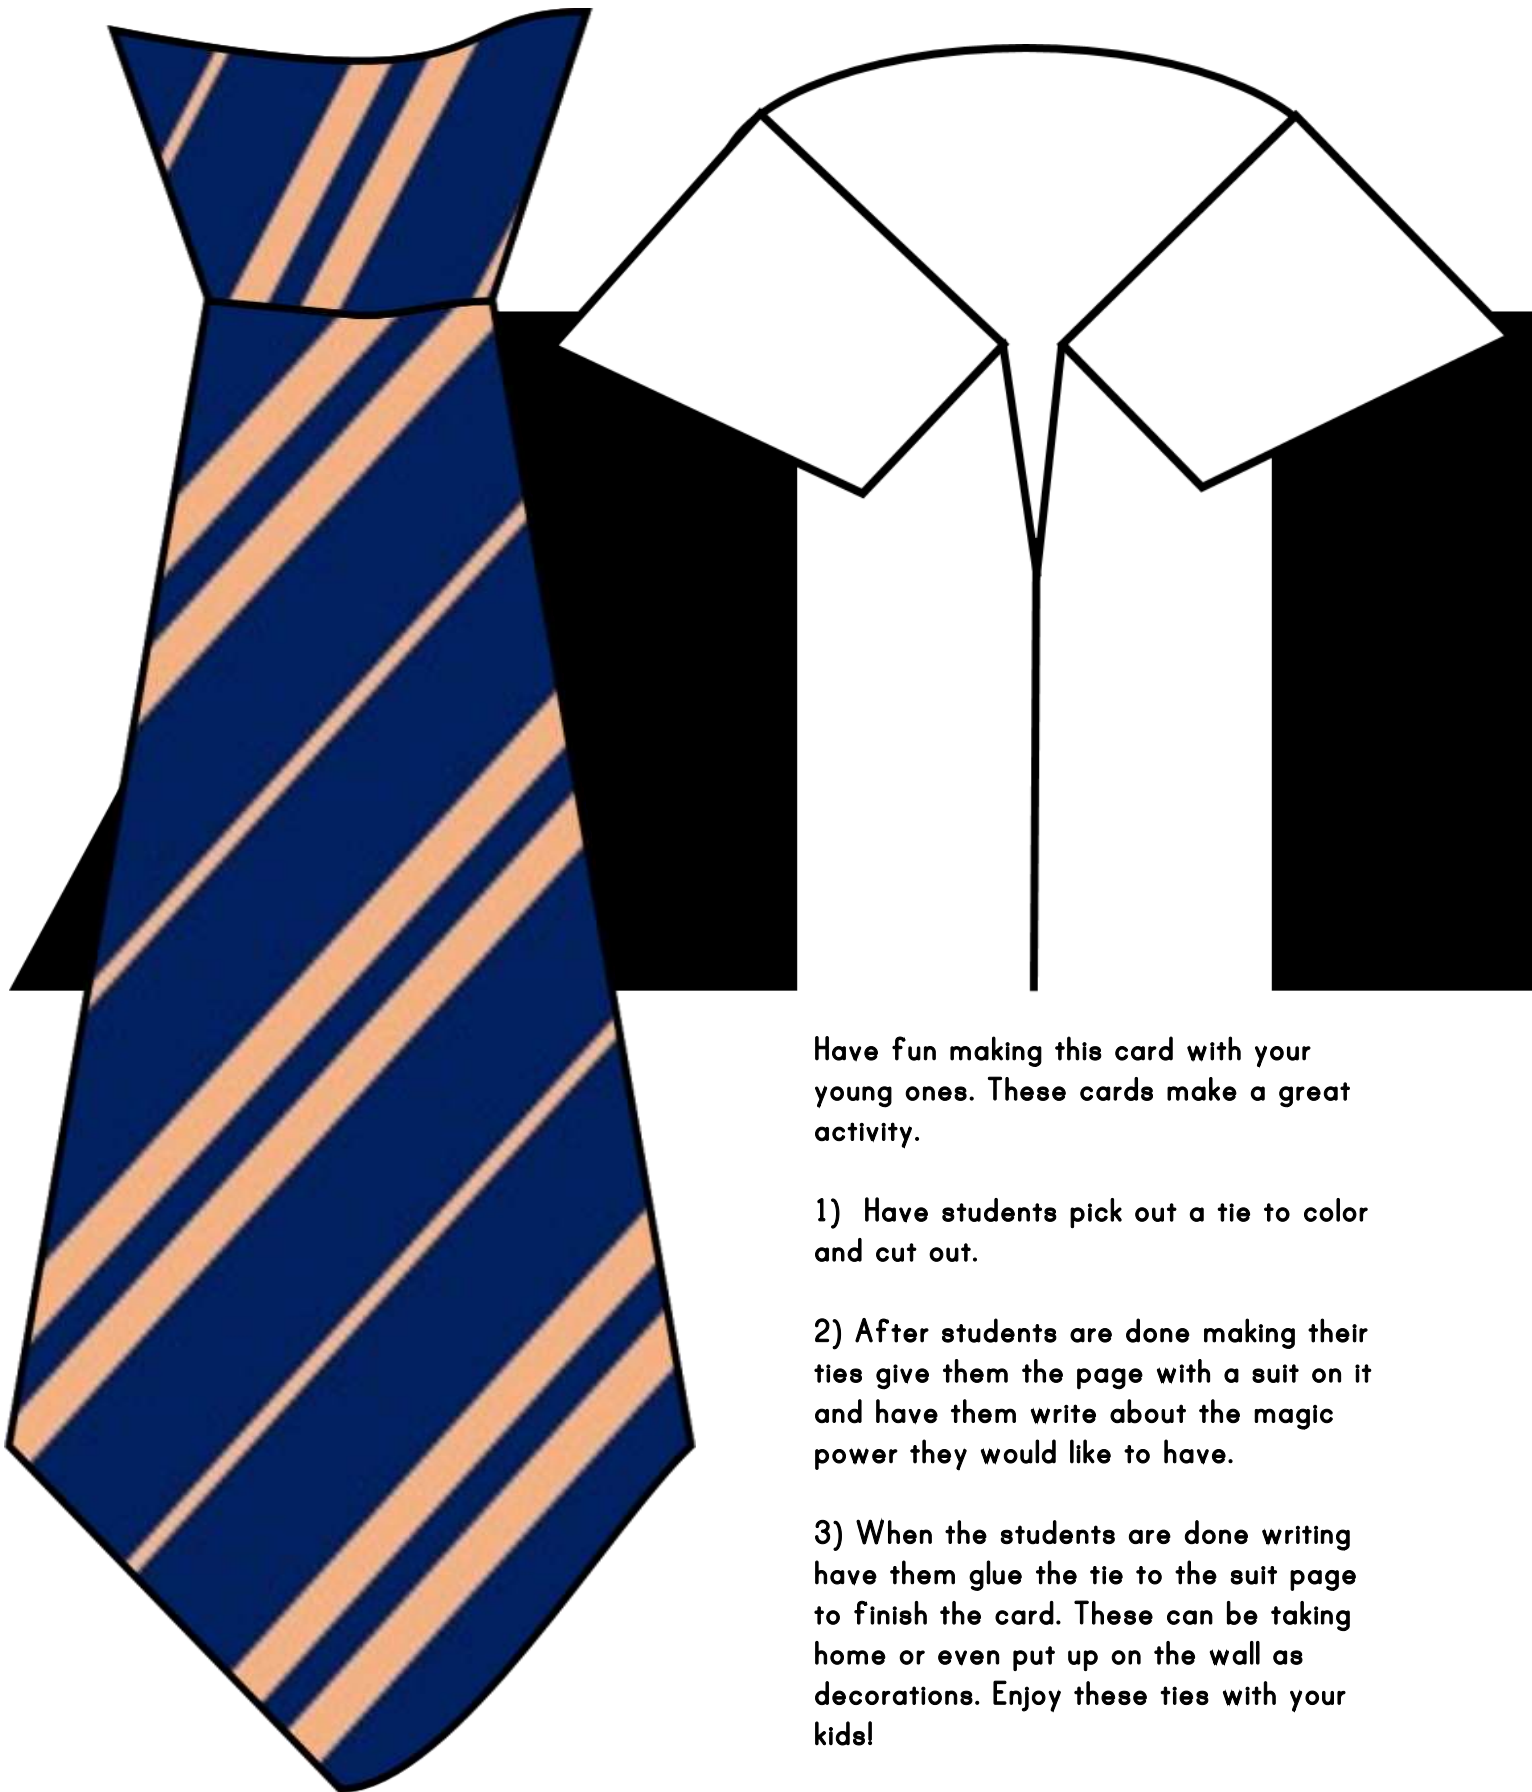 Have fun making this card with your
young ones. These cards make a great
activity.
1) Have students pick out a tie to color
and cut out.
2) After students are done making their
ties give them the page with a suit on it
and have them write about the magic
power they would like to have.
3) When the students are done writing
have them glue the tie to the suit page
to finish the card. These can be taking
home or even put up on the wall as
decorations. Enjoy these ties with your
kids!